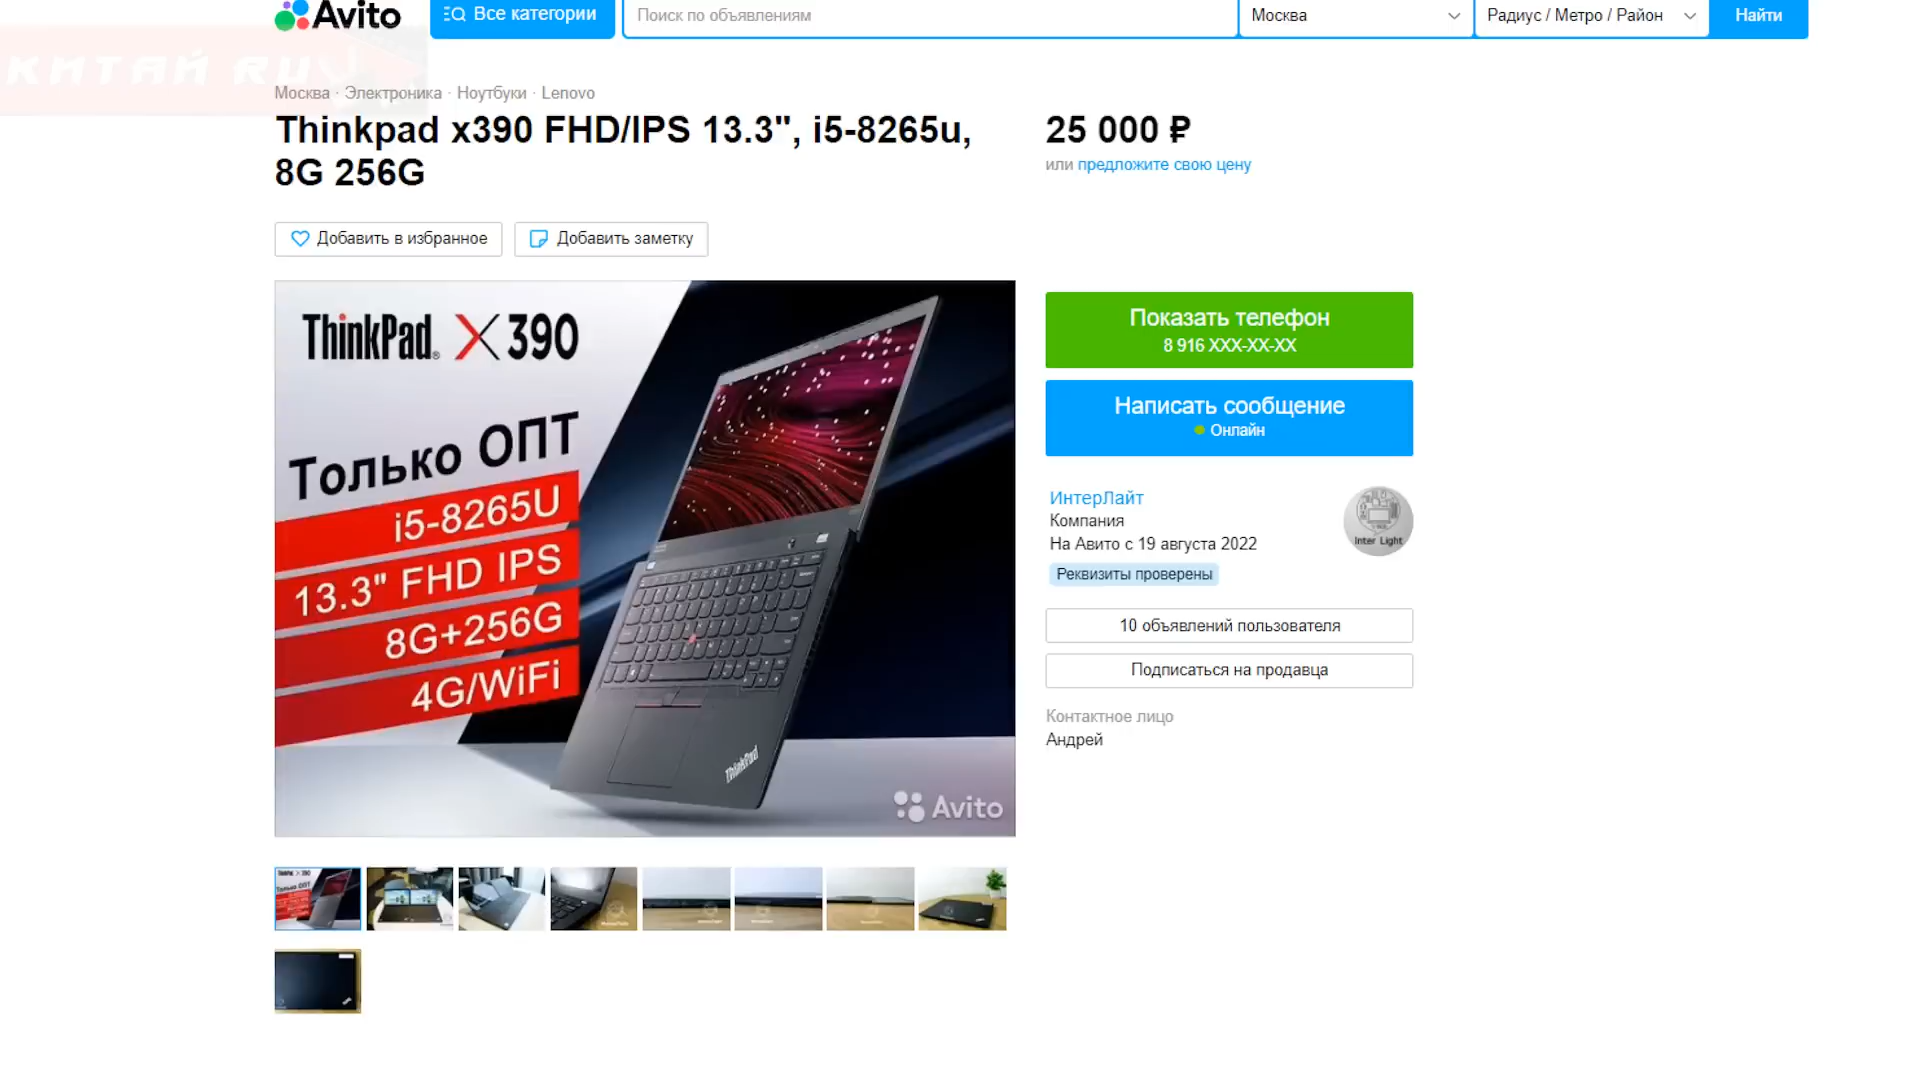 Avito
Все категории
Поиск по объявлениям
Москва
Радиус / Метро / Район
Найти
КИТАЙ RU
Москва · Электроника · Ноутбуки · Lenovo
Thinkpad x390 FHD/IPS 13.3", i5-8265u,
8G 256G
25 000 ₽
или предложите свою цену
Добавить в избранное
Добавить заметку
ThinkPad X390
Только ОПТ
i5-8265U
13.3" FHD IPS
8G+256G
4G/WiFi
ThinkPad
Avito
Показать телефон
8 916 XXX-XX-XX
Написать сообщение
Онлайн
ИнтерЛайт
Компания
На Авито с 19 августа 2022
Реквизиты проверены
Inter Light
10 объявлений пользователя
Подписаться на продавца
Контактное лицо
Андрей